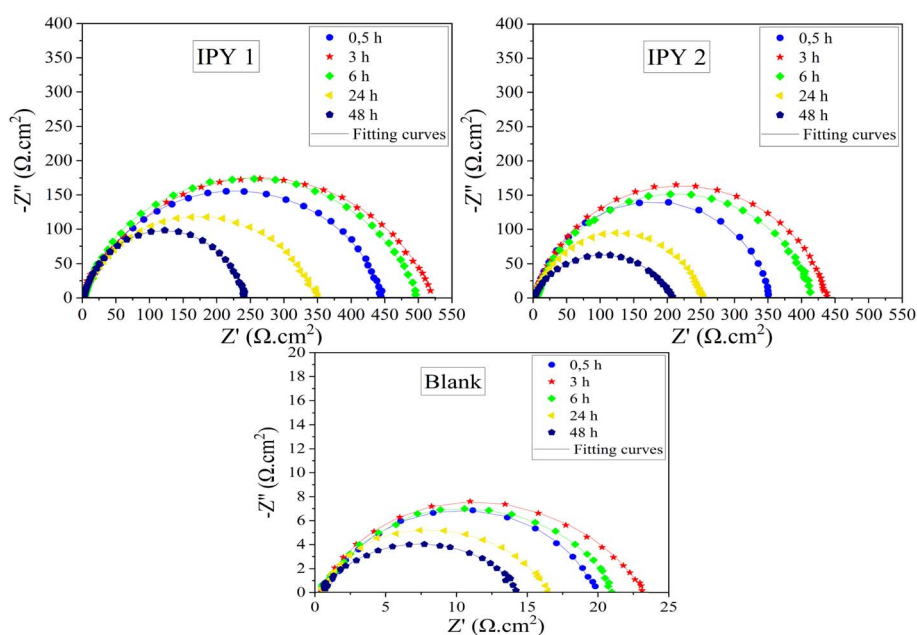 IPY 1
0,5 h
3 h
6 h
24 h
48 h
Fitting curves
-Z" (Ω.cm²)
400
350
300
250
200
150
100
50
0
0 50 100 150 200 250 300 350 400 450 500 550
Z' (Ω.cm²)
IPY 2
0,5 h
3 h
6 h
24 h
48 h
Fitting curves
-Z" (Ω.cm²)
400
350
300
250
200
150
100
50
0
0 50 100 150 200 250 300 350 400 450 500 550
Z' (Ω.cm²)
Blank
0,5 h
3 h
6 h
24 h
48 h
Fitting curves
-Z" (Ω.cm²)
20
18
16
14
12
10
8
6
4
2
0
0 5 10 15 20 25
Z' (Ω.cm²)